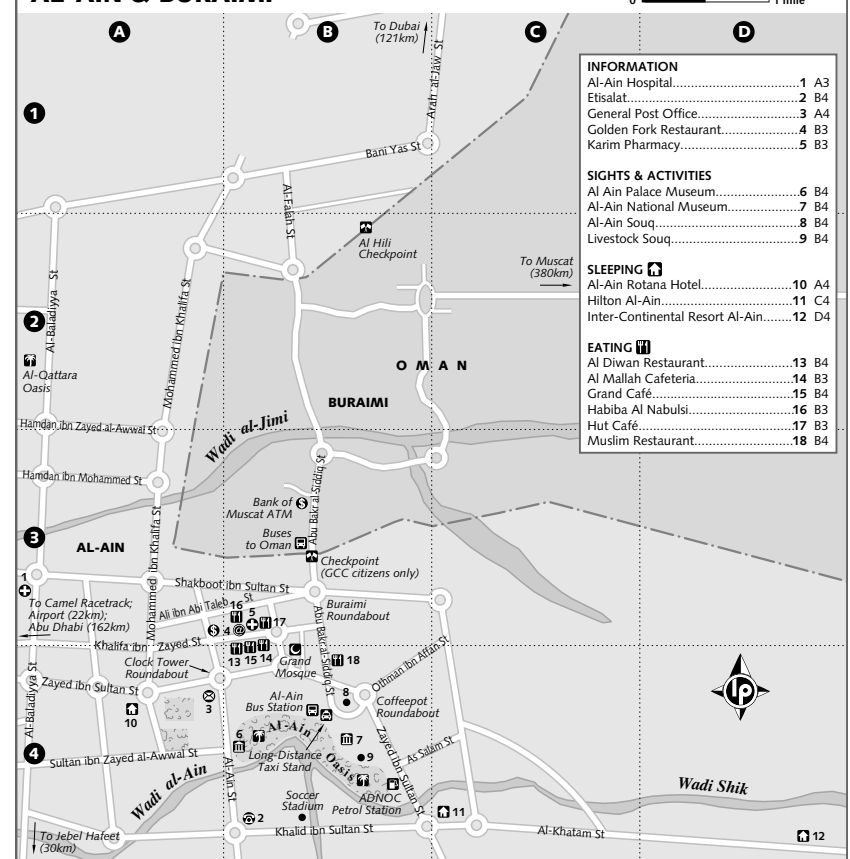 AL-AIN & BURAIMI
0 1 mile
A
B
C
D
To Dubai
(121km)
Arah al-Jaw St
1
Bani Yas St
Al-Falah St
Al Hili
Checkpoint
To Muscat
(380km)
INFORMATION
Al-Ain Hospital 1 A3
Etisalat 2 B4
General Post Office 3 A4
Golden Fork Restaurant 4 B3
Karim Pharmacy 5 B3
SIGHTS & ACTIVITIES
Al Ain Palace Museum 6 B4
Al-Ain National Museum 7 B4
Al-Ain Souq 8 B4
Livestock Souq 9 B4
SLEEPING
Al-Ain Rotana Hotel 10 A4
Hilton Al-Ain 11 C4
Inter-Continental Resort Al-Ain 12 D4
EATING
Al Diwan Restaurant 13 B4
Al Mallah Cafeteria 14 B3
Grand Café 15 B4
Habiba Al Nabulsi 16 B3
Hut Café 17 B3
Muslim Restaurant 18 B4
2
Al-Baladiyya St
Mohammed ibn Khalifa St
Al-Qattara
Oasis
OMAN
BURAIMI
Hamdan ibn Zayed al-Awwal St
Wadi al-Jimi
Hamdan ibn Mohammed St
Abu Bakr al-Siddiq St
Bank of
Muscat ATM
3
Buses
to Oman
AL-AIN
Mohammed ibn Khalifa St
Checkpoint
(GCC citizens only)
1
Shakboot ibn Sultan St
To Camel Racetrack;
Airport (22km);
Abu Dhabi (162km)
Ali ibn Abi Taleb St
16
5
17
4 @
Buraimi
Roundabout
Khalifa ibn Zayed St
Abu Bakr al-Siddiq St
13 15 14
Clock Tower
Roundabout
Grand
Mosque
18
Othman ibn Affan St
Al-Baladiyya St
Zayed ibn Sultan St
10
3
Al-Ain
Bus Station
8
Coffeepot
Roundabout
6
Al-Ain
Oasis
7
9
Zayed ibn Sultan St
As Salam St
4
Sultan ibn Zayed al-Awwal St
Long-Distance
Taxi Stand
Wadi al-Ain
Al-Ain St
Soccer
Stadium
ADNOC
Petrol Station
Wadi Shik
lp
2
Khalid ibn Sultan St
11
Al-Khatam St
12
To Jebel Hafeet
(30km)